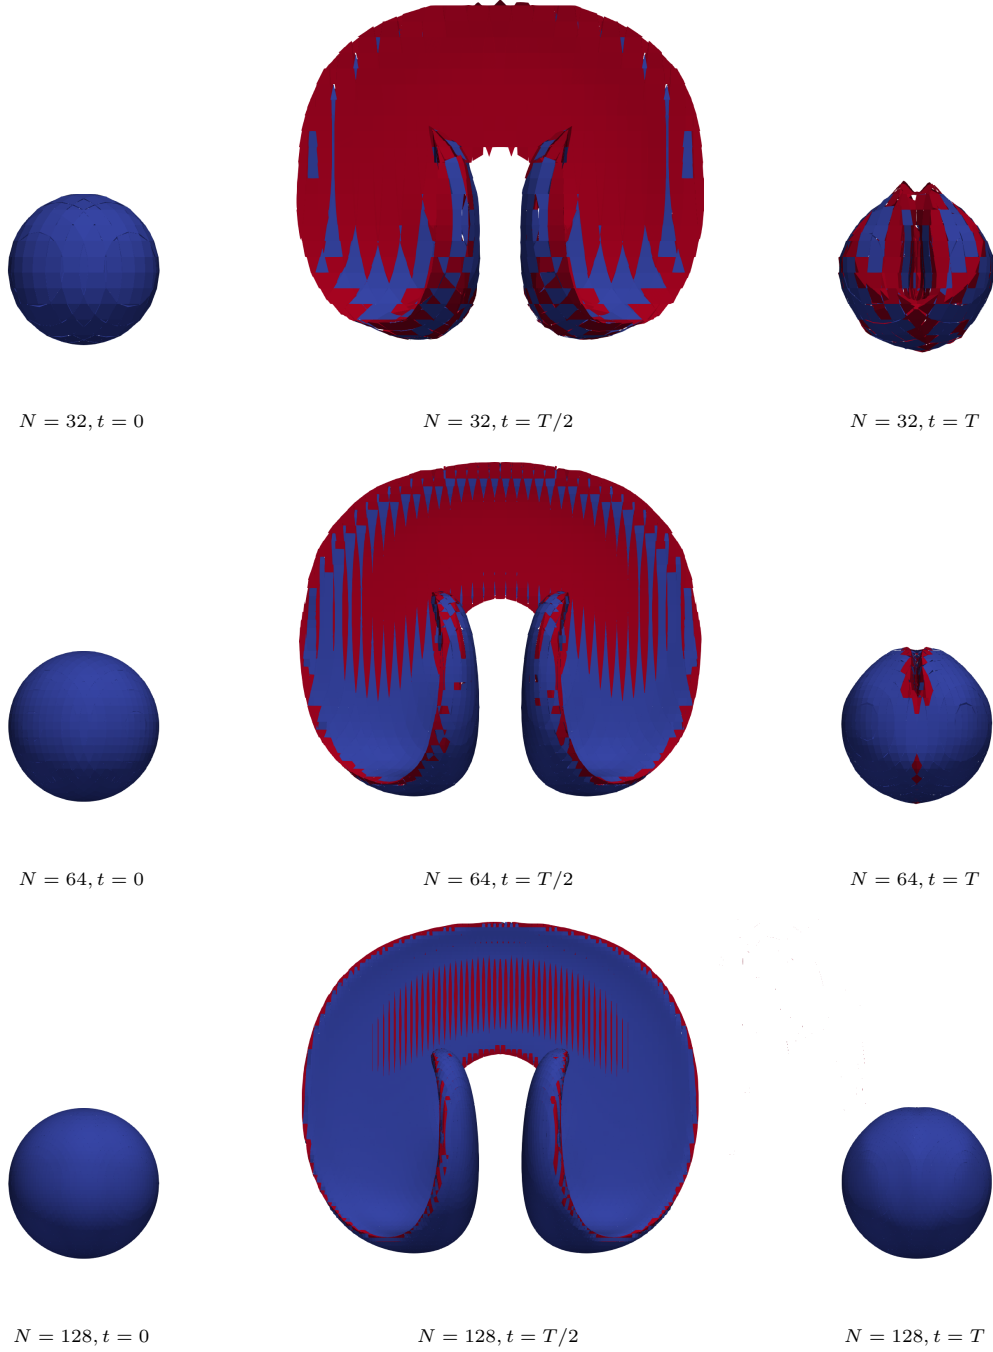 N = 32, t = 0 N = 32, t = T/2 N = 32, t = T
N = 64, t = 0 N = 64, t = T/2 N = 64, t = T
N = 128, t = 0 N = 128, t = T/2 N = 128, t = T